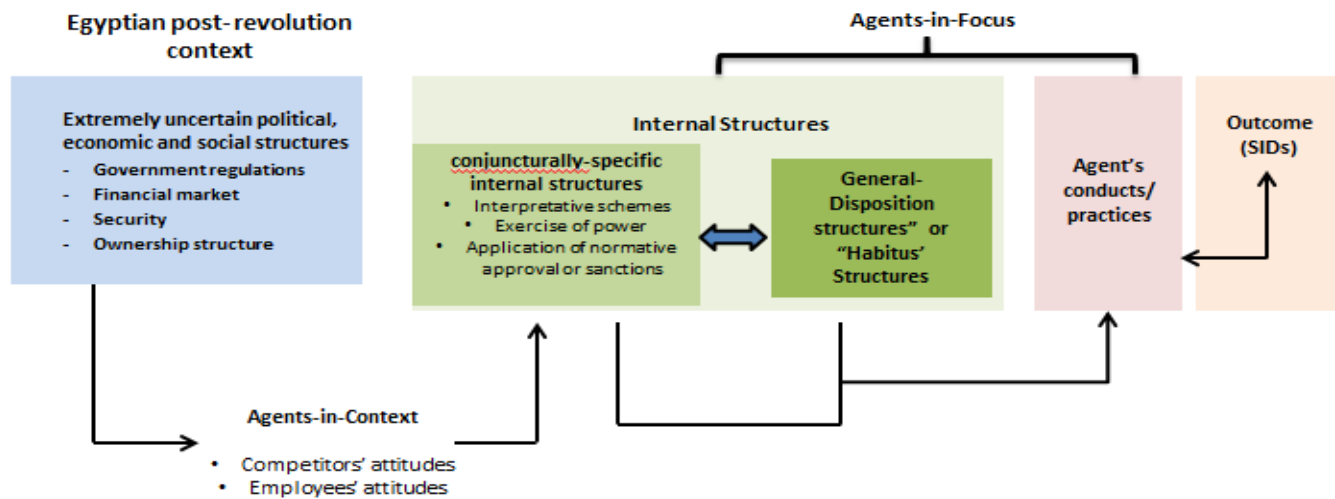 Egyptian post-revolution
context
Extremely uncertain political,
economic and social structures
- Government regulations
- Financial market
- Security
- Ownership structure
Agents-in-Context
• Competitors' attitudes
• Employees' attitudes
Agents-in-Focus
Internal Structures
conjuncturally-specific
internal structures
• Interpretative schemes
• Exercise of power
• Application of normative
approval or sanctions
General-
Disposition
structures” or
“Habitus’
Structures
Agent’s
conducts/
practices
Outcome
(SIDs)